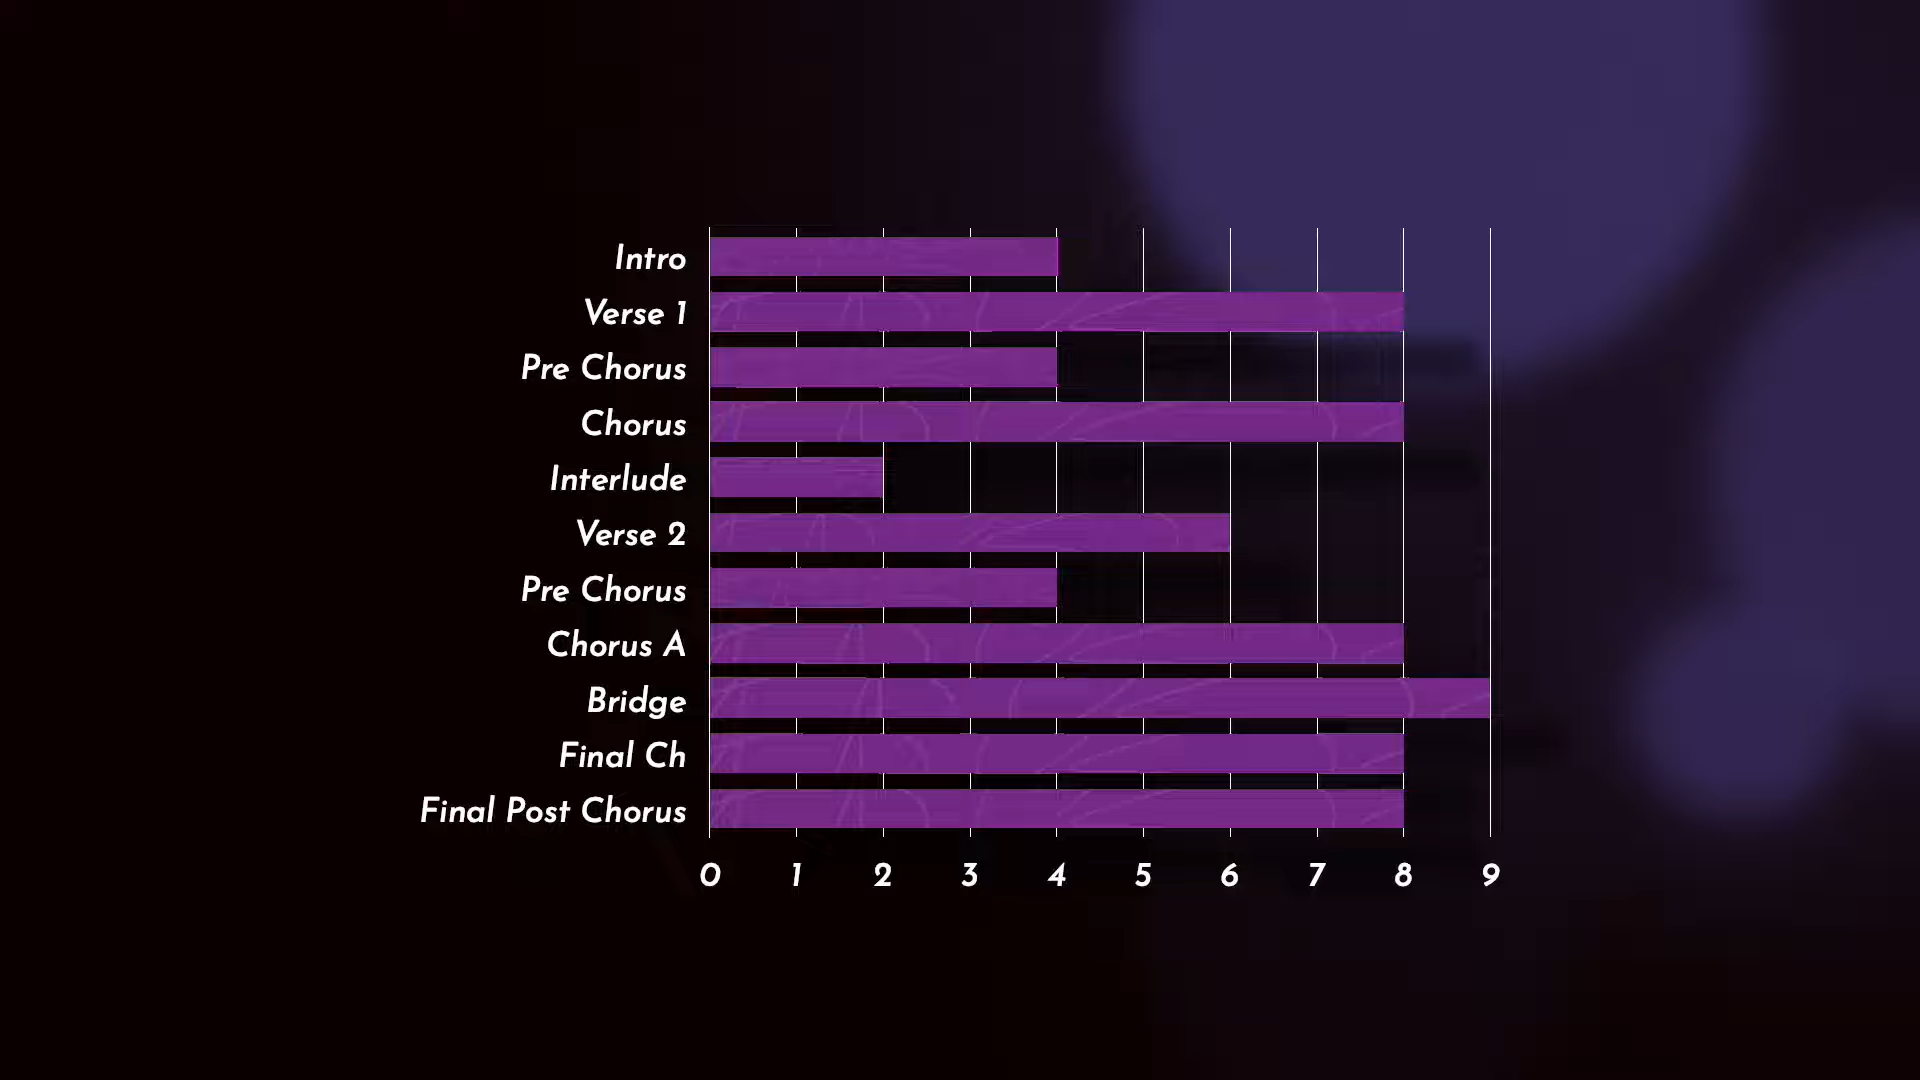 Intro
Verse 1
Pre Chorus
Chorus
Interlude
Verse 2
Pre Chorus
Chorus A
Bridge
Final Ch
Final Post Chorus
0 1 2 3 4 5 6 7 8 9